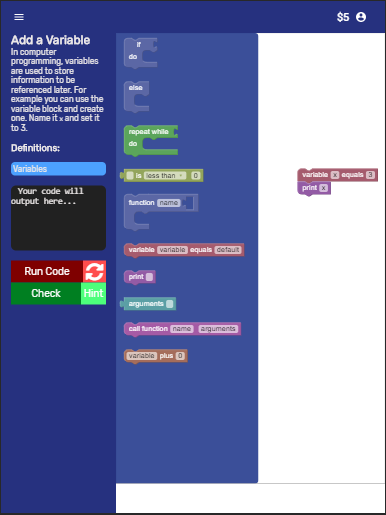 $5
Add a Variable
In computer
programming, variables
are used to store
information to be
referenced later. For
example you can use the
variable block and create
one. Name it x and set it
to 3.
Definitions:
Variables
Your code will
output here...
Run Code
Check Hint
if
do
else
repeat while
do
is less than 0
function name
variable variable equals default
print
arguments
call function name arguments
variable plus 0
variable x equals 3
print x